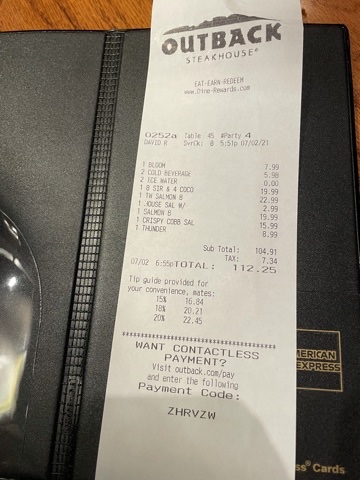 OUTBACK
STEAKHOUSE®
EAT-EARN-REDEEM
www.Dine-Rewards.com
0252a Table 45 #Party 4
DAVID R SvrCk: 8 5:51p 07/02/21
1 BLOOM 7.99
2 COLD BEVERAGE 5.98
2 ICE WATER 0.00
1 8 SIR & 4 COCO 19.99
1 TW SALMON B 22.99
1 HOUSE SAL W/ 2.99
1 SALMON B 19.99
1 CRISPY COBB SAL 15.99
1 THUNDER 8.99
Sub Total: 104.91
TAX: 7.34
07/02 6:55p TOTAL: 112.25
Tip guide provided for
your convenience, mates:
15% 16.84
18% 20.21
20% 22.45
WANT CONTACTLESS
PAYMENT?
Visit outback.com/pay
and enter the following
Payment Code:
ZHRVZW
AMERICAN
EXPRESS
ss® Cards